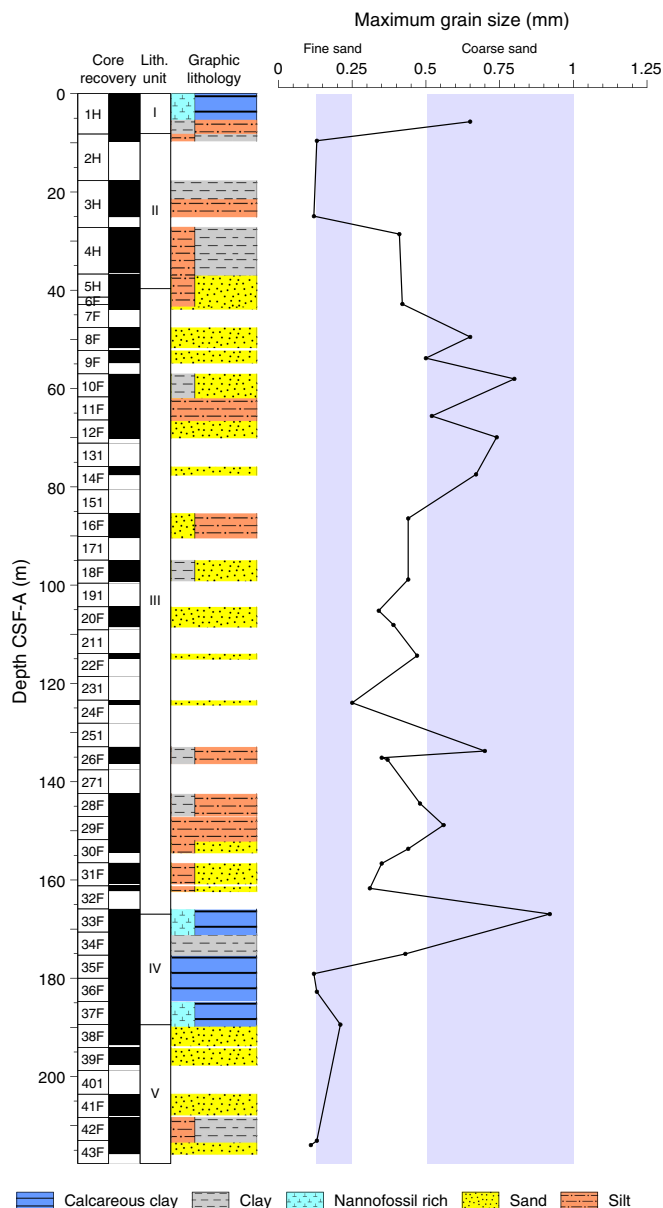 Maximum grain size (mm)
Core recovery
Lith. unit
Graphic lithology
Fine sand
Coarse sand
0 0.25 0.5 0.75 1 1.25
Depth CSF-A (m)
0
20
40
60
80
100
120
140
160
180
200
1H
2H
3H
4H
5H
6F
7F
8F
9F
10F
11F
12F
131
14F
151
16F
171
18F
191
20F
211
22F
231
24F
251
26F
271
28F
29F
30F
31F
32F
33F
34F
35F
36F
37F
38F
39F
401
41F
42F
43F
I
II
III
IV
V
Calcareous clay Clay Nannofossil rich Sand Silt